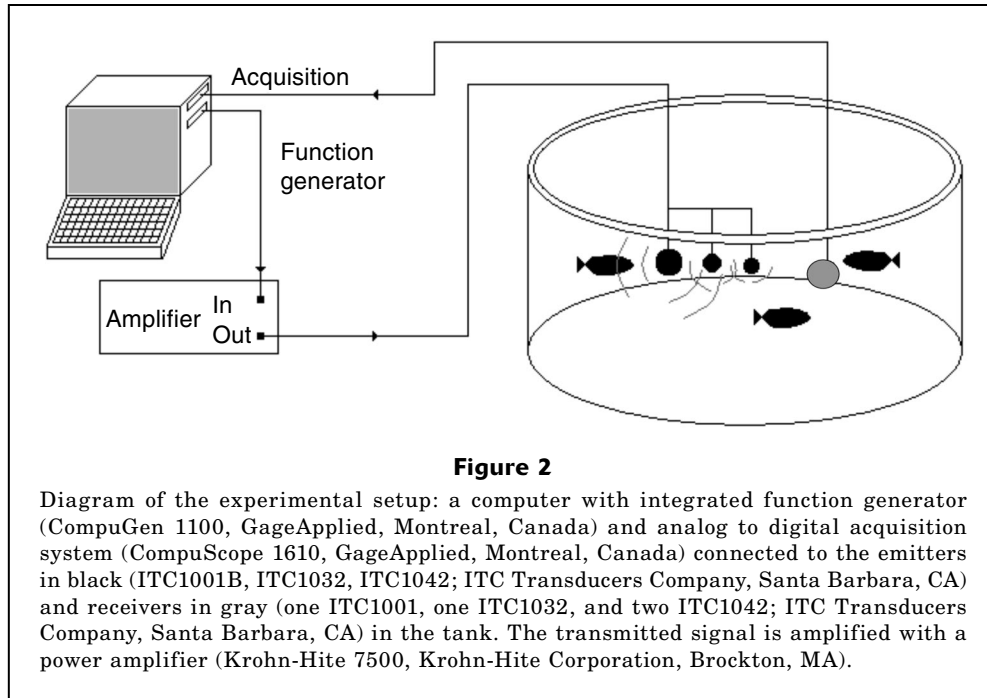 Acquisition
Function
generator
Amplifier
In
Out
Figure 2
Diagram of the experimental setup: a computer with integrated function generator
(CompuGen 1100, GageApplied, Montreal, Canada) and analog to digital acquisition
system (CompuScope 1610, GageApplied, Montreal, Canada) connected to the emitters
in black (ITC1001B, ITC1032, ITC1042; ITC Transducers Company, Santa Barbara, CA)
and receivers in gray (one ITC1001, one ITC1032, and two ITC1042; ITC Transducers
Company, Santa Barbara, CA) in the tank. The transmitted signal is amplified with a
power amplifier (Krohn-Hite 7500, Krohn-Hite Corporation, Brockton, MA).